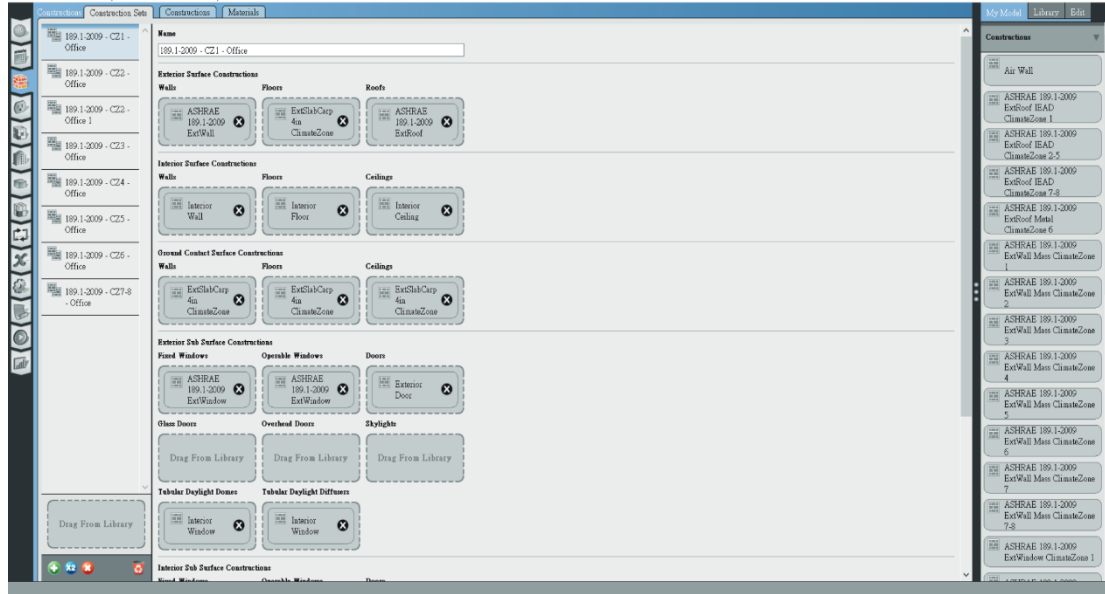 Constructions
Construction Sets
Constructions
Materials
My Model
Library
Edit
189.1-2009 - CZ1 -
Office
189.1-2009 - CZ2 -
Office
189.1-2009 - CZ2 -
Office 1
189.1-2009 - CZ3 -
Office
189.1-2009 - CZ4 -
Office
189.1-2009 - CZ5 -
Office
189.1-2009 - CZ6 -
Office
189.1-2009 - CZ7-8
- Office
Drag From Library
x2
Name
189.1-2009 - CZ1 - Office
Exterior Surface Constructions
Walls
Floors
Roofs
ASHRAE
189.1-2009
ExtWall
ExtSlabCarp
4in
ClimateZone
ASHRAE
189.1-2009
ExtRoof
Interior Surface Constructions
Walls
Floors
Ceilings
Interior
Wall
Interior
Floor
Interior
Ceiling
Ground Contact Surface Constructions
Walls
Floors
Ceilings
ExtSlabCarp
4in
ClimateZone
ExtSlabCarp
4in
ClimateZone
ExtSlabCarp
4in
ClimateZone
Exterior Sub Surface Constructions
Fixed Windows
Operable Windows
Doors
ASHRAE
189.1-2009
ExtWindow
ASHRAE
189.1-2009
ExtWindow
Exterior
Door
Glass Doors
Overhead Doors
Skylights
Drag From Library
Drag From Library
Drag From Library
Tubular Daylight Domes
Tubular Daylight Diffusers
Interior
Window
Interior
Window
Interior Sub Surface Constructions
Fixed Windows
Operable Windows
Doors
Constructions
Air Wall
ASHRAE 189.1-2009
ExtRoof IEAD
ClimateZone 1
ASHRAE 189.1-2009
ExtRoof IEAD
ClimateZone 2-5
ASHRAE 189.1-2009
ExtRoof IEAD
ClimateZone 7-8
ASHRAE 189.1-2009
ExtRoof Metal
ClimateZone 6
ASHRAE 189.1-2009
ExtWall Mass ClimateZone
1
ASHRAE 189.1-2009
ExtWall Mass ClimateZone
2
ASHRAE 189.1-2009
ExtWall Mass ClimateZone
3
ASHRAE 189.1-2009
ExtWall Mass ClimateZone
4
ASHRAE 189.1-2009
ExtWall Mass ClimateZone
5
ASHRAE 189.1-2009
ExtWall Mass ClimateZone
6
ASHRAE 189.1-2009
ExtWall Mass ClimateZone
7
ASHRAE 189.1-2009
ExtWall Mass ClimateZone
7-8
ASHRAE 189.1-2009
ExtWindow ClimateZone 1
ASHRAE 189.1-2009